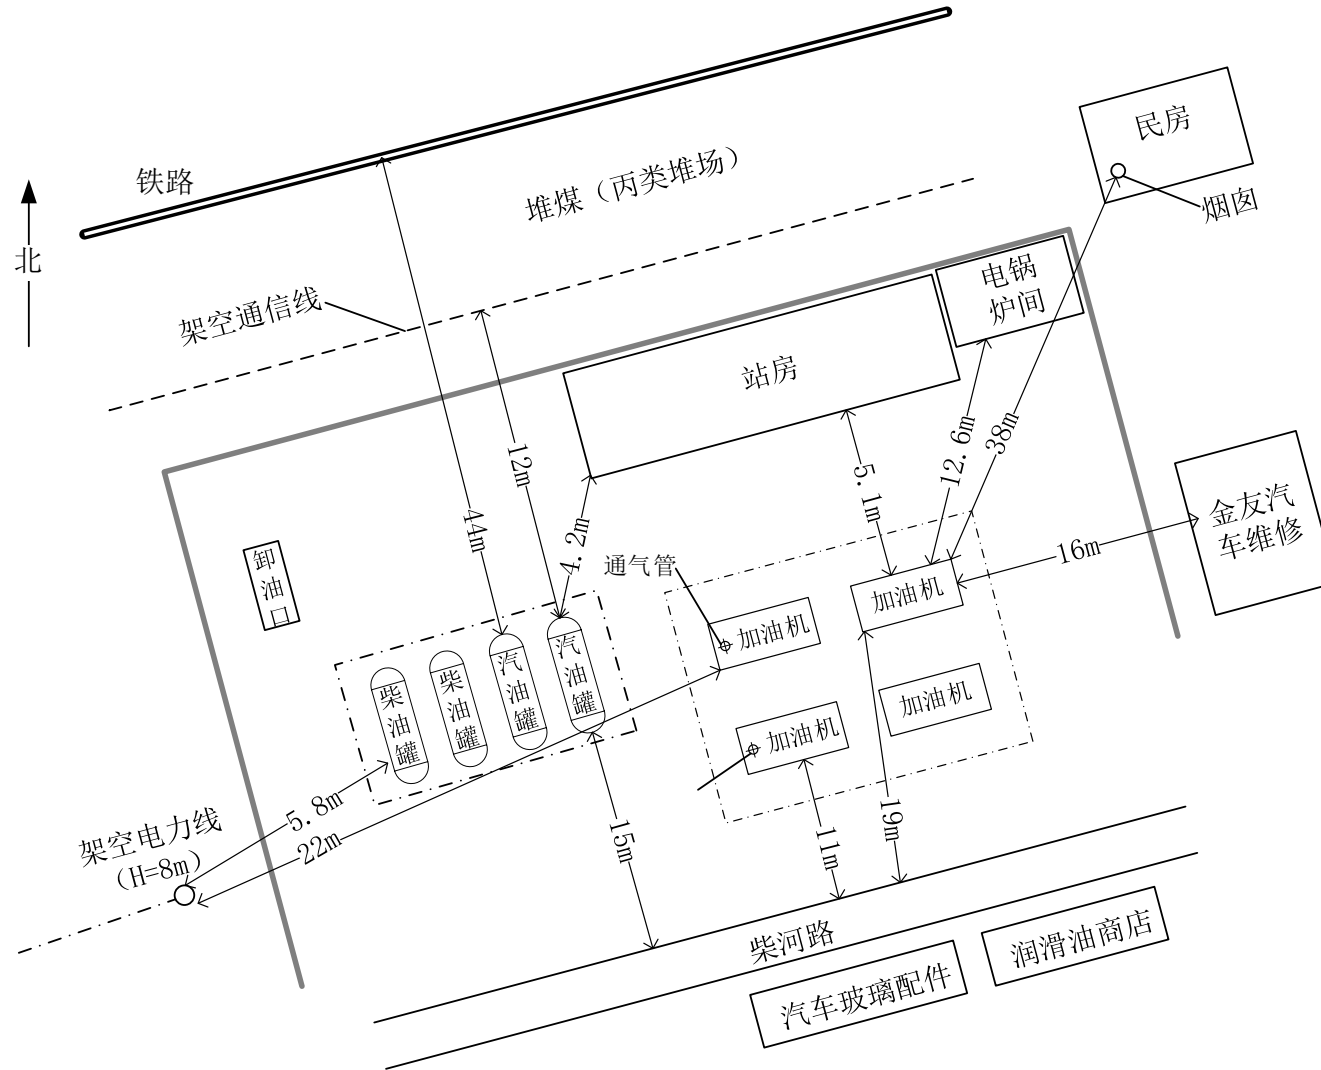 民房
铁路
堆煤（丙类堆场）
烟囱
北
架空通信线
电锅
炉间
站房
12m
44m
4.2m
5.1m
12.6m
38m
金友汽
车维修
16m
卸
油
口
通气管
加油机
加油机
加油机
加油机
柴
油
罐
柴
油
罐
汽
油
罐
汽
油
罐
架空电力线
（H=8m）
5.8m
22m
15m
11m
19m
柴河路
润滑油商店
汽车玻璃配件